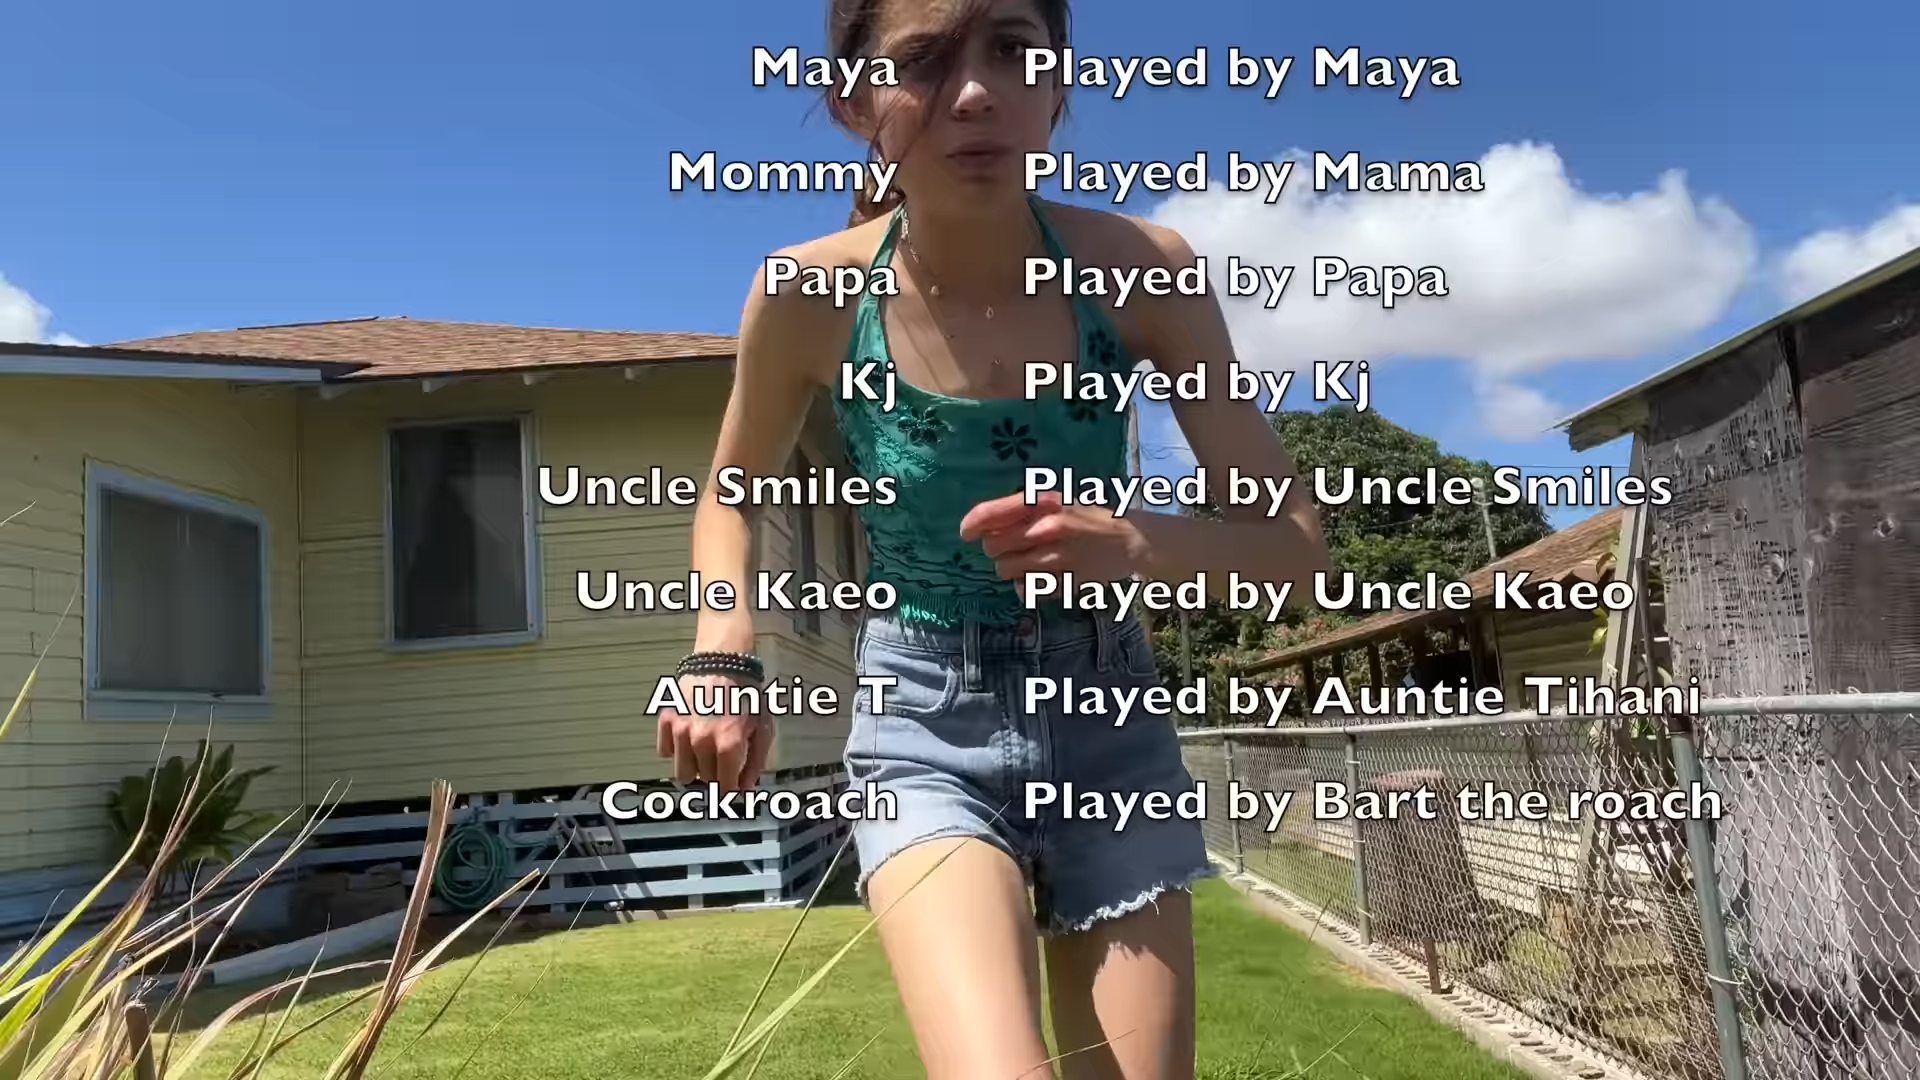 Maya Played by Maya
Mommy Played by Mama
Papa Played by Papa
Kj Played by Kj
Uncle Smiles Played by Uncle Smiles
Uncle Kaeo Played by Uncle Kaeo
Auntie T Played by Auntie Tihani
Cockroach Played by Bart the roach